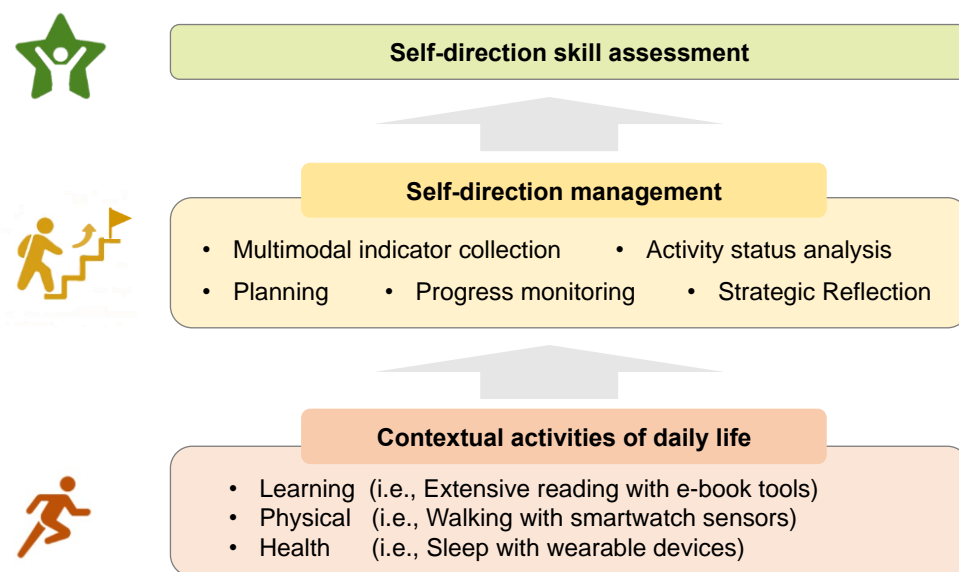 Self-direction skill assessment
Self-direction management
• Multimodal indicator collection • Activity status analysis
• Planning • Progress monitoring • Strategic Reflection
Contextual activities of daily life
• Learning (i.e., Extensive reading with e-book tools)
• Physical (i.e., Walking with smartwatch sensors)
• Health (i.e., Sleep with wearable devices)